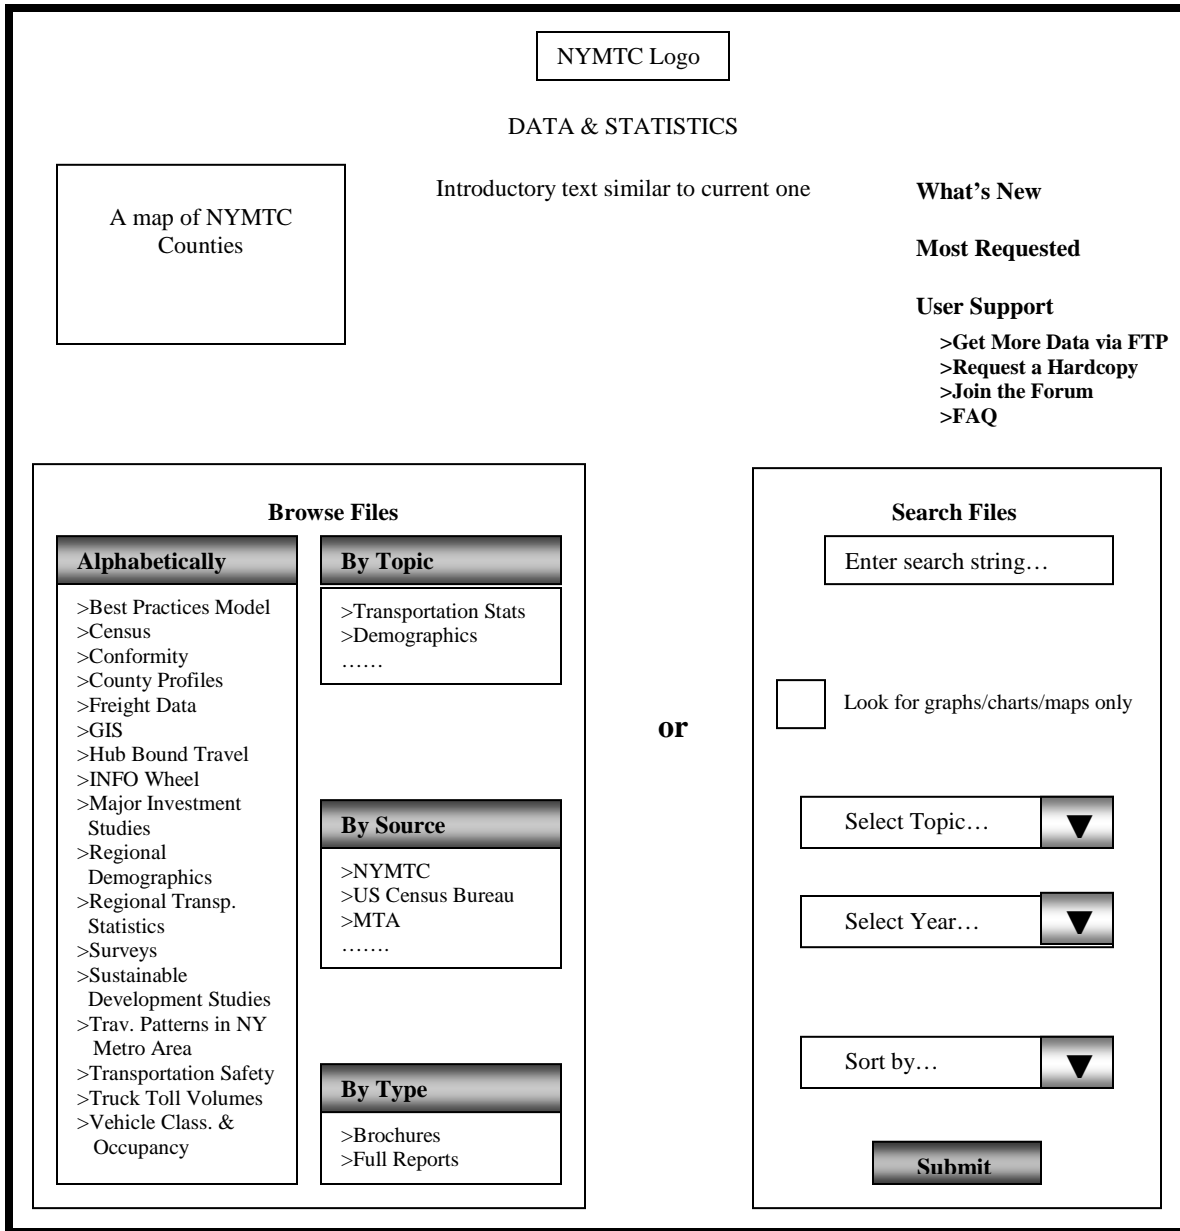 NYMTC Logo
DATA & STATISTICS
A map of NYMTC
Counties
Introductory text similar to current one
What’s New
Most Requested
User Support
>Get More Data via FTP
>Request a Hardcopy
>Join the Forum
>FAQ
Browse Files
Alphabetically
>Best Practices Model
>Census
>Conformity
>County Profiles
>Freight Data
>GIS
>Hub Bound Travel
>INFO Wheel
>Major Investment
Studies
>Regional
Demographics
>Regional Transp.
Statistics
>Surveys
>Sustainable
Development Studies
>Trav. Patterns in NY
Metro Area
>Transportation Safety
>Truck Toll Volumes
>Vehicle Class. &
Occupancy
By Topic
>Transportation Stats
>Demographics
……
By Source
>NYMTC
>US Census Bureau
>MTA
…….
By Type
>Brochures
>Full Reports
or
Search Files
Enter search string…
Look for graphs/charts/maps only
Select Topic…
Select Year…
Sort by…
Submit